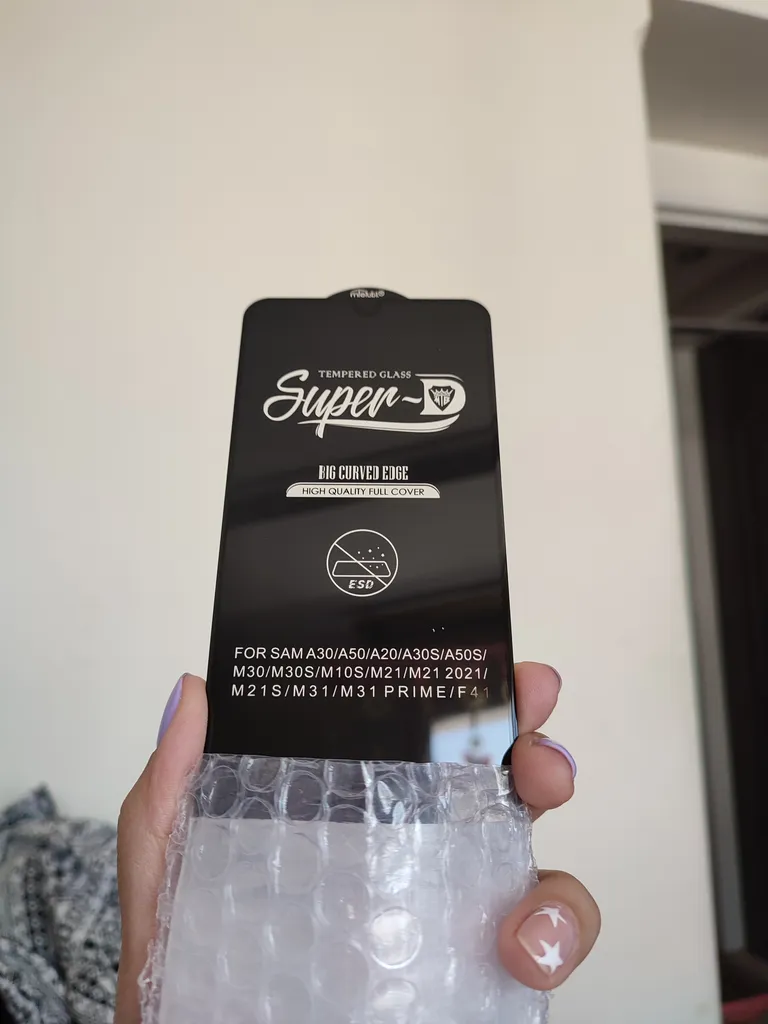 mietubl®
TEMPERED GLASS
Super-D
BIG CURVED EDGE
HIGH QUALITY FULL COVER
ESD
FOR SAM A30/A50/A20/A30S/A50S/
M30/M30S/M10S/M21/M21 2021/
M21S/M31/M31 PRIME/F41